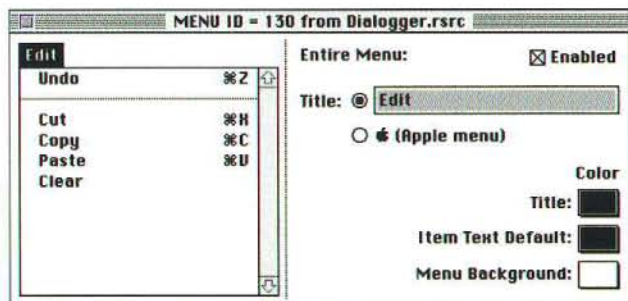 MENU ID = 130 from Dialogger.rsrc
Edit
Undo ⌘Z
Cut ⌘X
Copy ⌘C
Paste ⌘V
Clear
Entire Menu: Enabled
Title: Edit
(Apple menu)
Color
Title:
Item Text Default:
Menu Background: